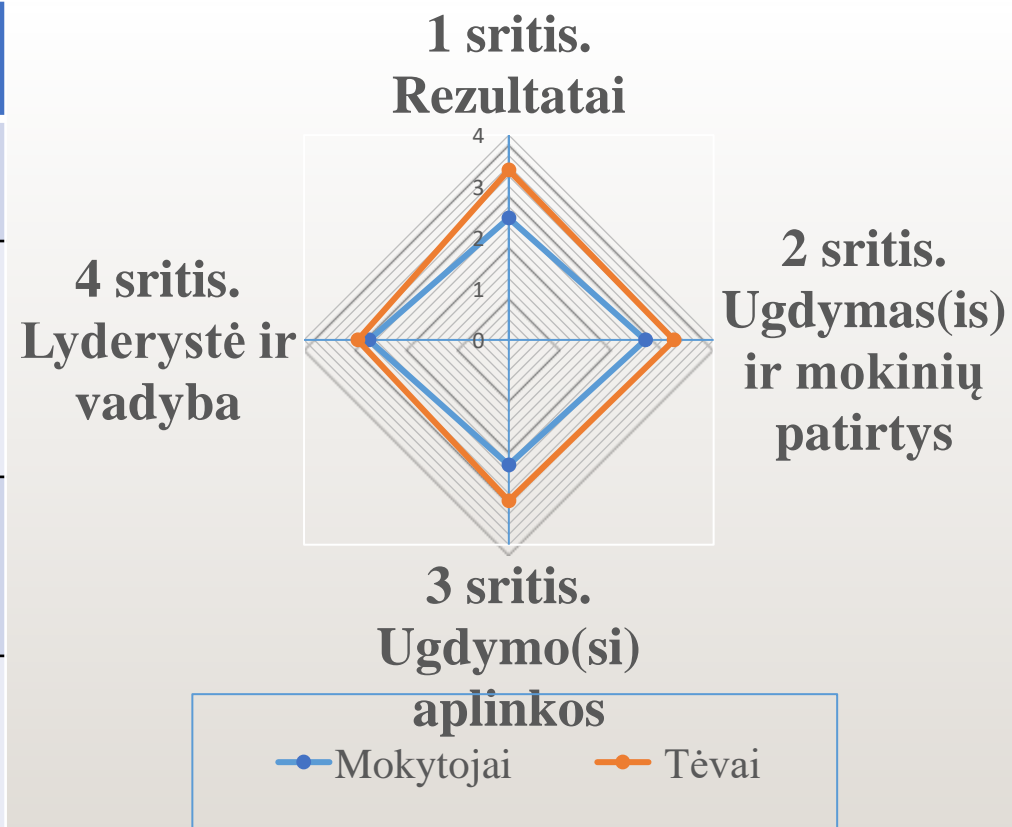 1 sritis.
Rezultatai
4
3
2
1
0
2 sritis.
Ugdymas(is)
ir mokinių
patirtys
4 sritis.
Lyderystė ir
vadyba
3 sritis.
Ugdymo(si)
aplinkos
Mokytojai
Tėvai